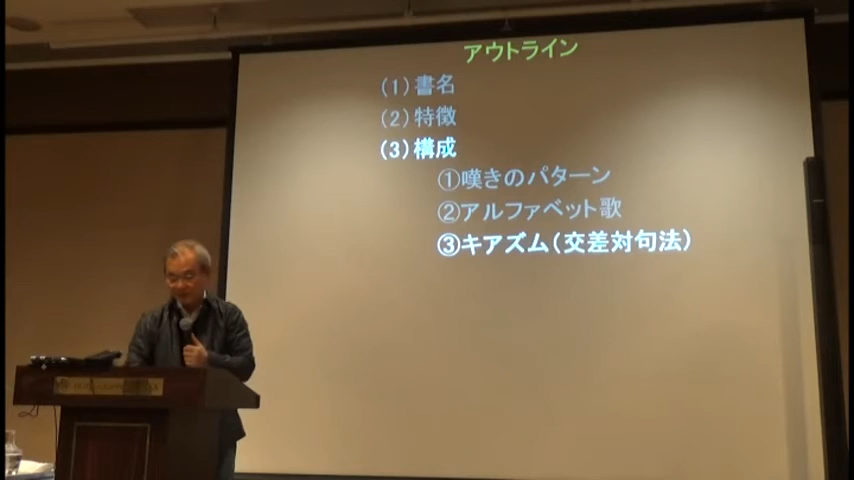 アウトライン
(1)書名
(2)特徴
(3)構成
①嘆きのパターン
②アルファベット歌
③キアズム(交差対句法)